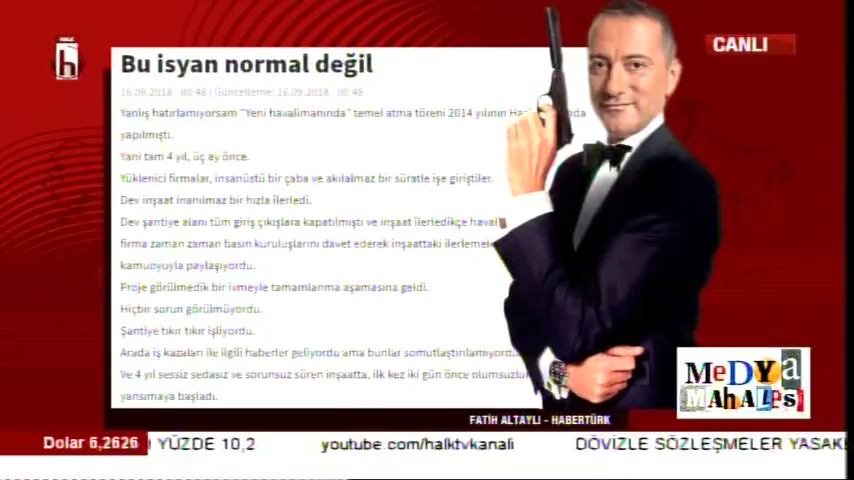 HALK
h
CANLI
Bu isyan normal değil
16.09.2018 00:48 | Güncelleme: 16.09.2018 00:48
Yanlış hatırlamıyorsam "Yeni havalimanında" temel atma töreni 2014 yılının
yapılmıştı.
Yani tam 4 yıl, üç ay önce.
Yüklenici firmalar, insanüstü bir çaba ve akılalmaz bir süratle işe giriştiler.
Dev inşaat inanılmaz bir hızla ilerledi.
Dev şantiye alanı tüm giriş çıkışlara kapatılmıştı ve inşaat ilerledikçe
firma zaman zaman basın kuruluşlarını davet ederek inşaattaki
kamuoyuyla paylaşıyordu.
Proje görülmedik bir ivmeyle tamamlanma aşamasına geldi.
Hiçbir sorun görülmüyordu.
Şantiye tıkır tıkır işliyordu.
Arada iş kazaları ile ilgili haberler geliyordu ama bunlar somutlaştırılamıyordu.
Ve 4 yıl sessiz sedasız ve sorunsuz süren inşaatta, ilk kez iki gün önce
yansımaya başladı.
MeDYa
MahaLesi
FATİH ALTAYLI - HABERTÜRK
Dolar 6,2626 YÜZDE 10,2 youtube.com/halktvkanali DÖVİZLE SÖZLEŞMELER